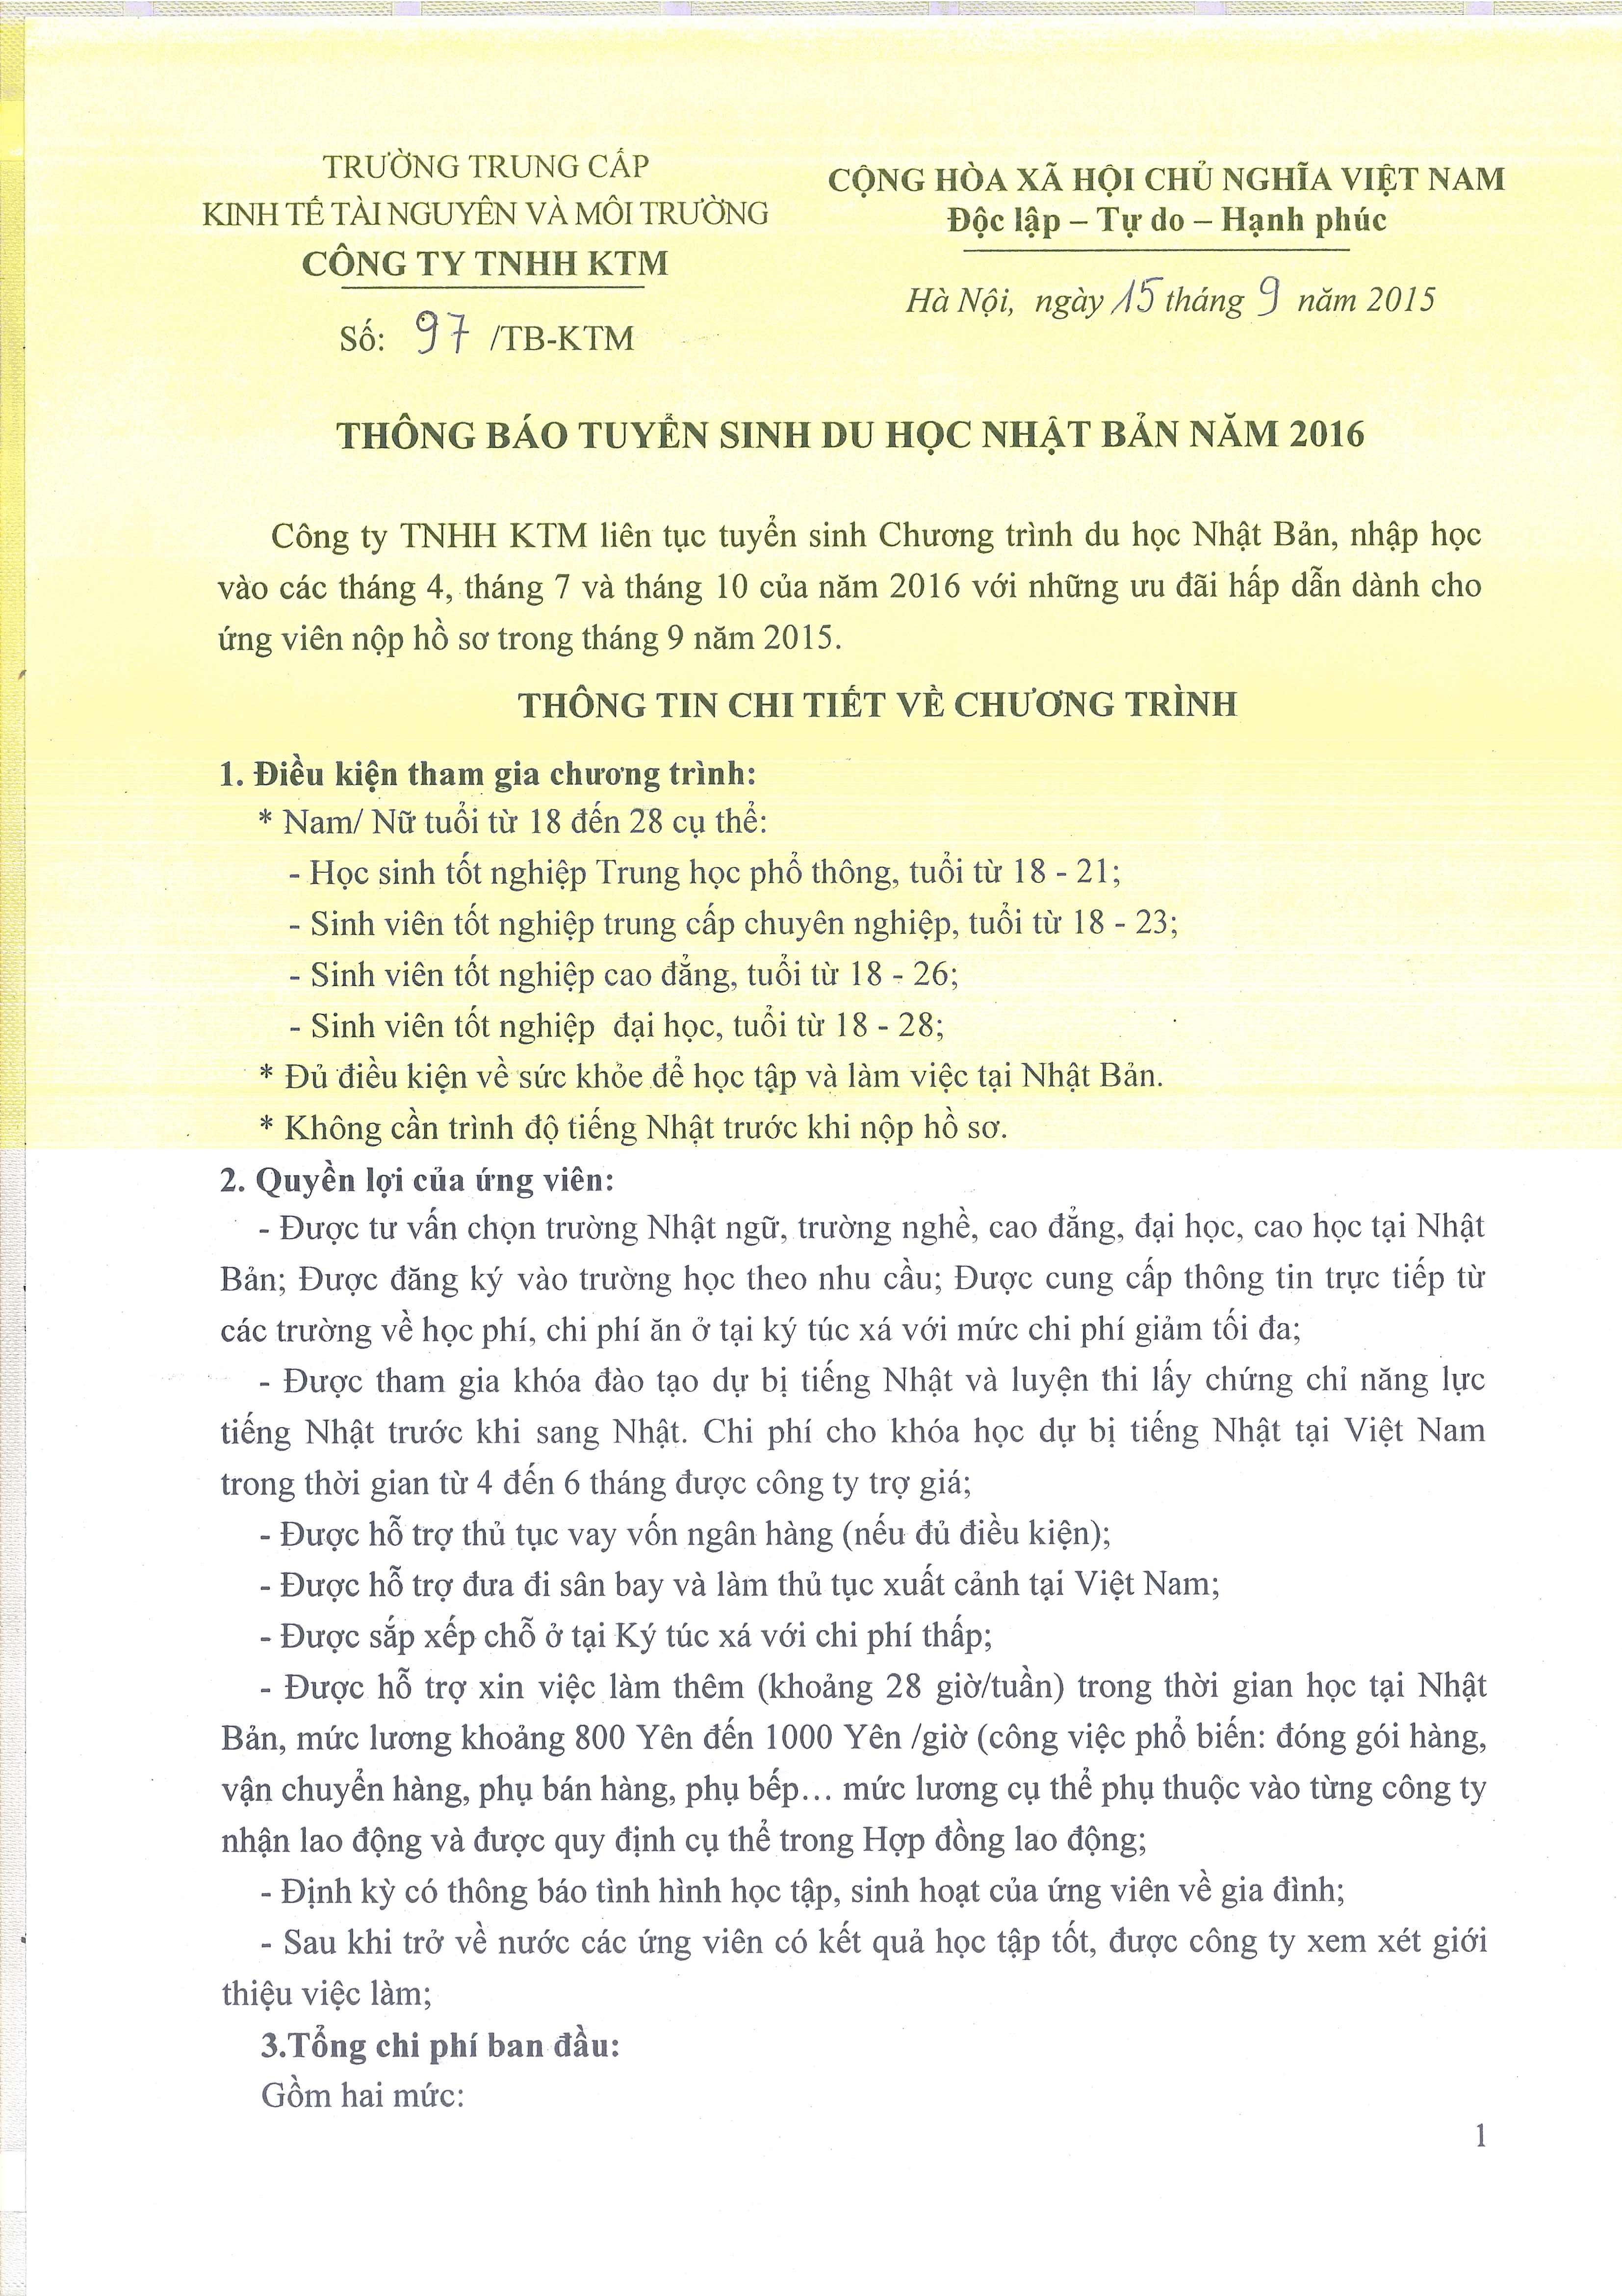 TRƯỜNG TRUNG CẤP
KINH TẾ TÀI NGUYÊN VÀ MÔI TRƯỜNG
CÔNG TY TNHH KTM
Số: 97 /TB-KTM
CỘNG HÒA XÃ HỘI CHỦ NGHĨA VIỆT NAM
Độc lập – Tự do – Hạnh phúc
Hà Nội, ngày 15 tháng 9 năm 2015
THÔNG BÁO TUYỂN SINH DU HỌC NHẬT BẢN NĂM 2016
Công ty TNHH KTM liên tục tuyển sinh Chương trình du học Nhật Bản, nhập học
vào các tháng 4, tháng 7 và tháng 10 của năm 2016 với những ưu đãi hấp dẫn dành cho
ứng viên nộp hồ sơ trong tháng 9 năm 2015.
THÔNG TIN CHI TIẾT VỀ CHƯƠNG TRÌNH
1. Điều kiện tham gia chương trình:
* Nam/ Nữ tuổi từ 18 đến 28 cụ thể:
- Học sinh tốt nghiệp Trung học phổ thông, tuổi từ 18 - 21;
- Sinh viên tốt nghiệp trung cấp chuyên nghiệp, tuổi từ 18 - 23;
- Sinh viên tốt nghiệp cao đẳng, tuổi từ 18 - 26;
- Sinh viên tốt nghiệp đại học, tuổi từ 18 - 28;
* Đủ điều kiện về sức khỏe để học tập và làm việc tại Nhật Bản.
* Không cần trình độ tiếng Nhật trước khi nộp hồ sơ.
2. Quyền lợi của ứng viên:
- Được tư vấn chọn trường Nhật ngữ, trường nghề, cao đẳng, đại học, cao học tại Nhật
Bản; Được đăng ký vào trường học theo nhu cầu; Được cung cấp thông tin trực tiếp từ
các trường về học phí, chi phí ăn ở tại ký túc xá với mức chi phí giảm tối đa;
- Được tham gia khóa đào tạo dự bị tiếng Nhật và luyện thi lấy chứng chỉ năng lực
tiếng Nhật trước khi sang Nhật. Chi phí cho khóa học dự bị tiếng Nhật tại Việt Nam
trong thời gian từ 4 đến 6 tháng được công ty trợ giá;
- Được hỗ trợ thủ tục vay vốn ngân hàng (nếu đủ điều kiện);
- Được hỗ trợ đưa đi sân bay và làm thủ tục xuất cảnh tại Việt Nam;
- Được sắp xếp chỗ ở tại Ký túc xá với chi phí thấp;
- Được hỗ trợ xin việc làm thêm (khoảng 28 giờ/tuần) trong thời gian học tại Nhật
Bản, mức lương khoảng 800 Yên đến 1000 Yên /giờ (công việc phổ biến: đóng gói hàng,
vận chuyển hàng, phụ bán hàng, phụ bếp... mức lương cụ thể phụ thuộc vào từng công ty
nhận lao động và được quy định cụ thể trong Hợp đồng lao động;
- Định kỳ có thông báo tình hình học tập, sinh hoạt của ứng viên về gia đình;
- Sau khi trở về nước các ứng viên có kết quả học tập tốt, được công ty xem xét giới
thiệu việc làm;
3.Tổng chi phí ban đầu:
Gồm hai mức:
1